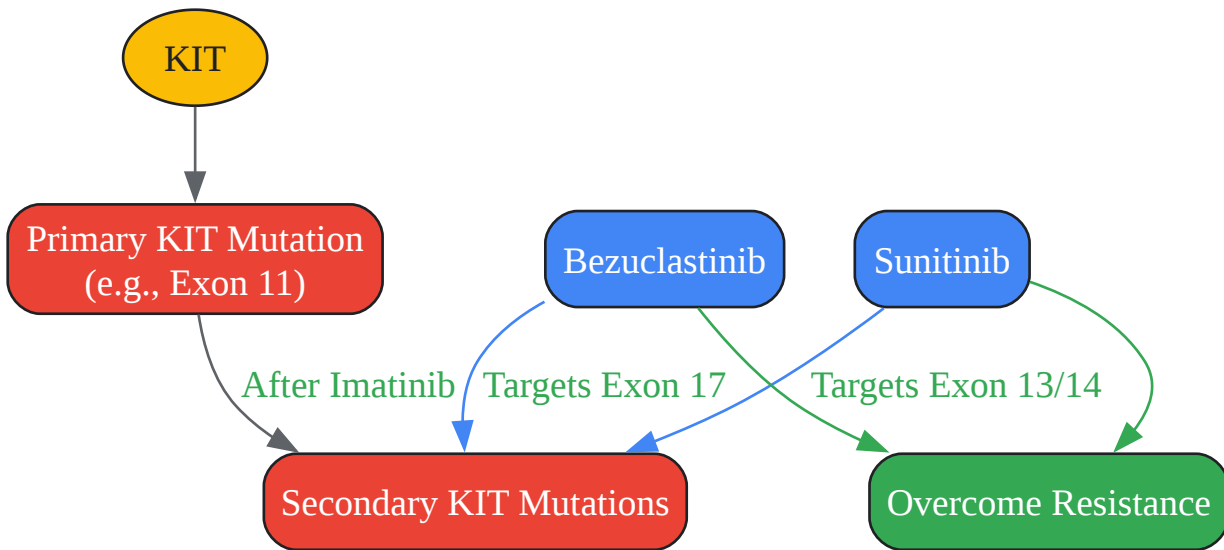 KIT
Primary KIT Mutation
(e.g., Exon 11)
Bezuclastinib
Sunitinib
After Imatinib
Targets Exon 17
Targets Exon 13/14
Secondary KIT Mutations
Overcome Resistance